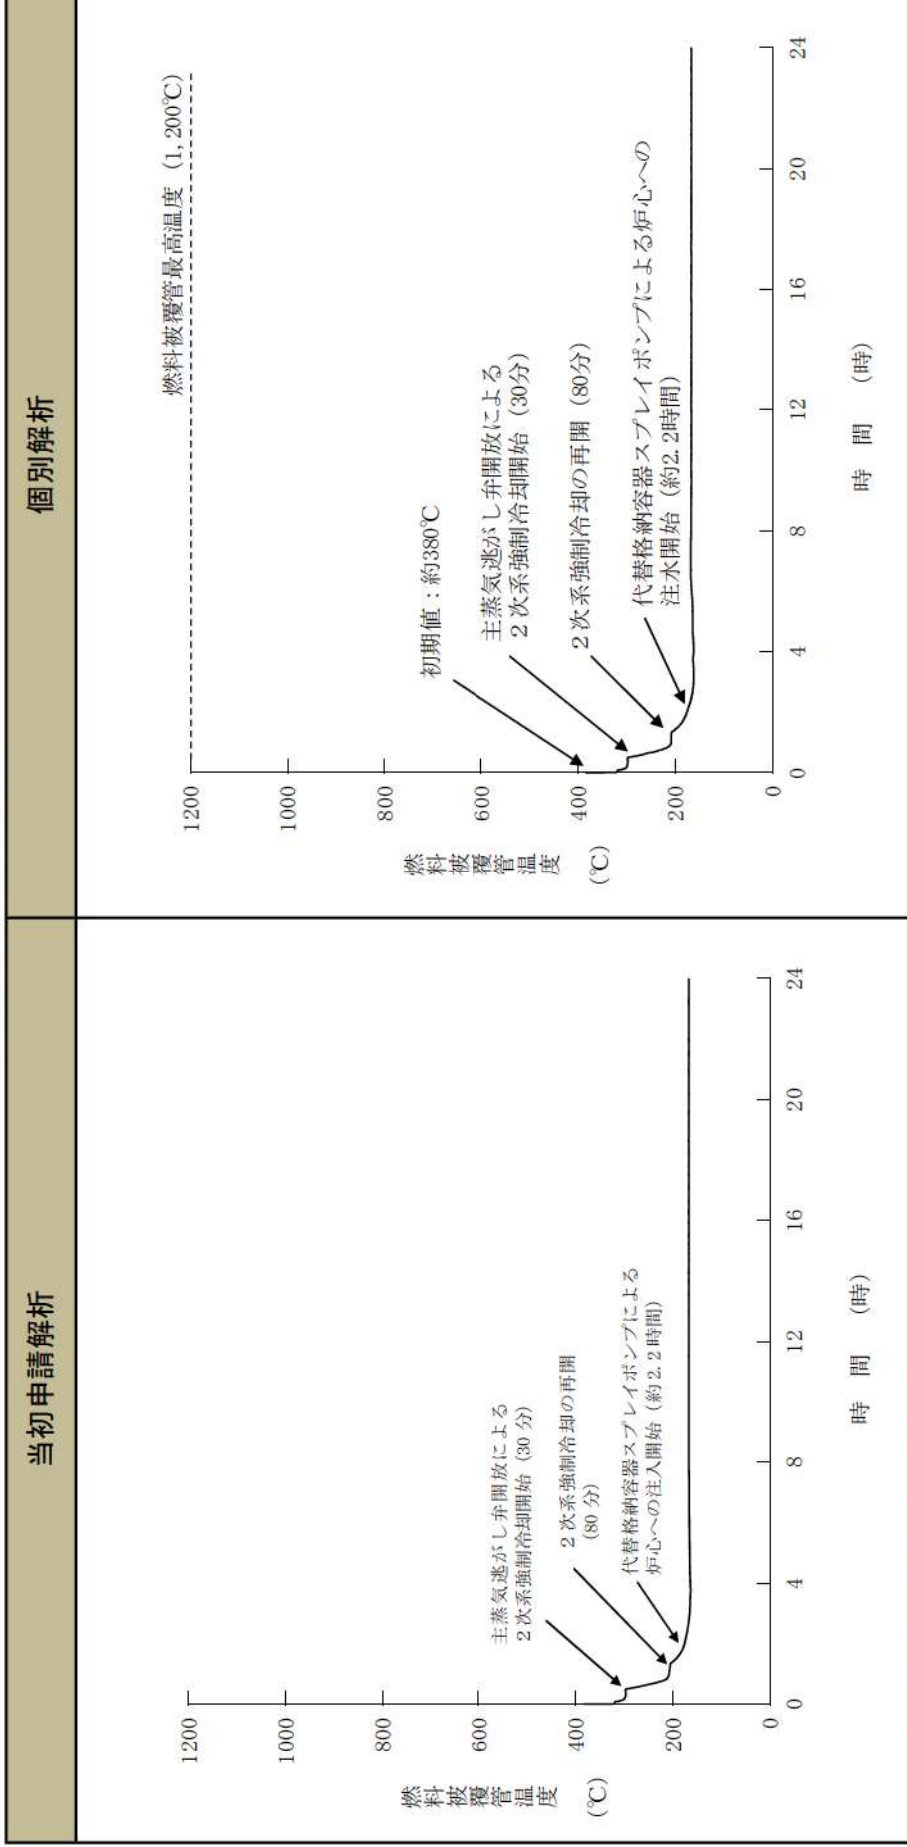 当初申請解析
燃料被覆管温度
(℃)
1200
1000
800
600
400
200
0
主蒸気逃がし弁開放による
2次系強制冷却開始 (30 分)
2次系強制冷却の再開
(80 分)
代替格納容器スプレイポンプによる
炉心への注入開始 (約2.2時間)
0
4
8
12
16
20
24
時 間 (時)
個別解析
燃料被覆管温度
(℃)
1200
1000
800
600
400
200
0
燃料被覆管最高温度 (1,200℃)
初期値：約380℃
主蒸気逃がし弁開放による
2次系強制冷却開始 (30分)
2次系強制冷却の再開 (80分)
代替格納容器スプレイポンプによる炉心への
注水開始 (約2.2時間)
0
4
8
12
16
20
24
時 間 (時)